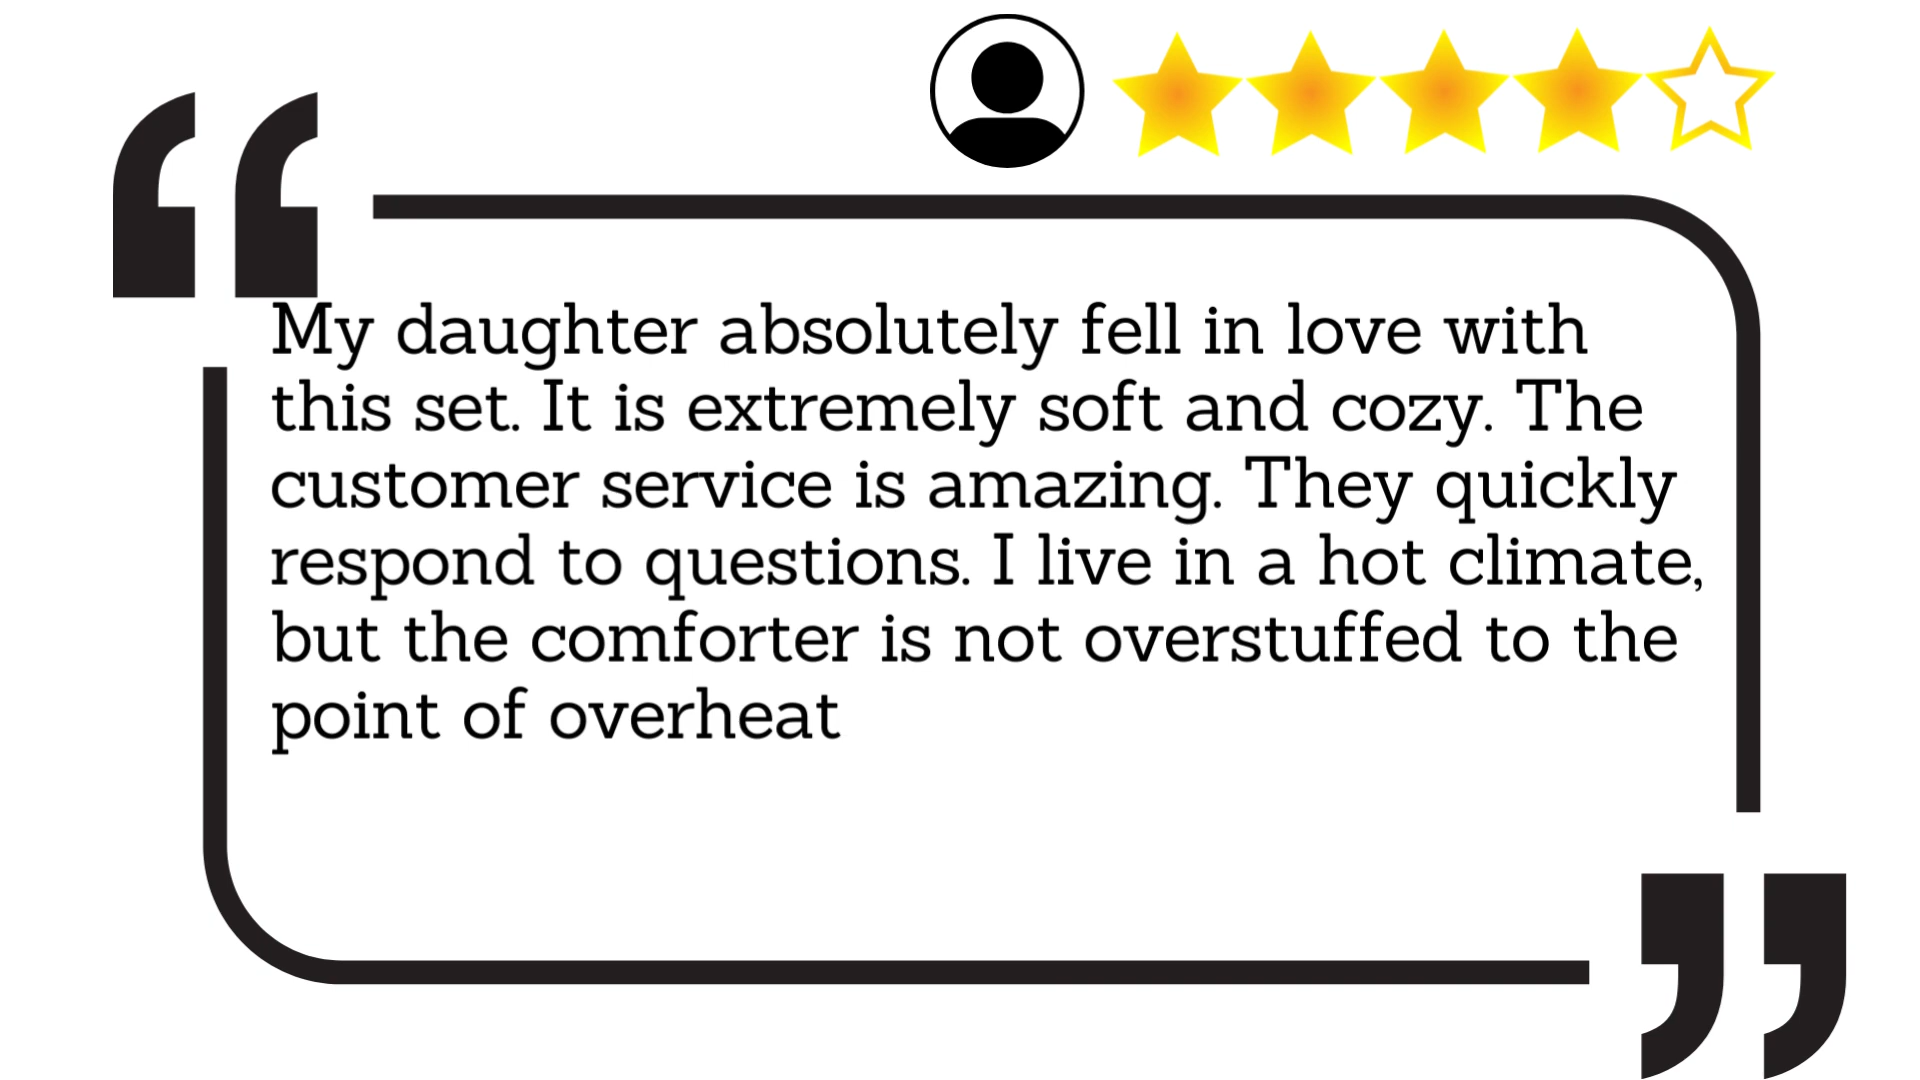 My daughter absolutely fell in love with
this set. It is extremely soft and cozy. The
customer service is amazing. They quickly
respond to questions. I live in a hot climate,
but the comforter is not overstuffed to the
point of overheat